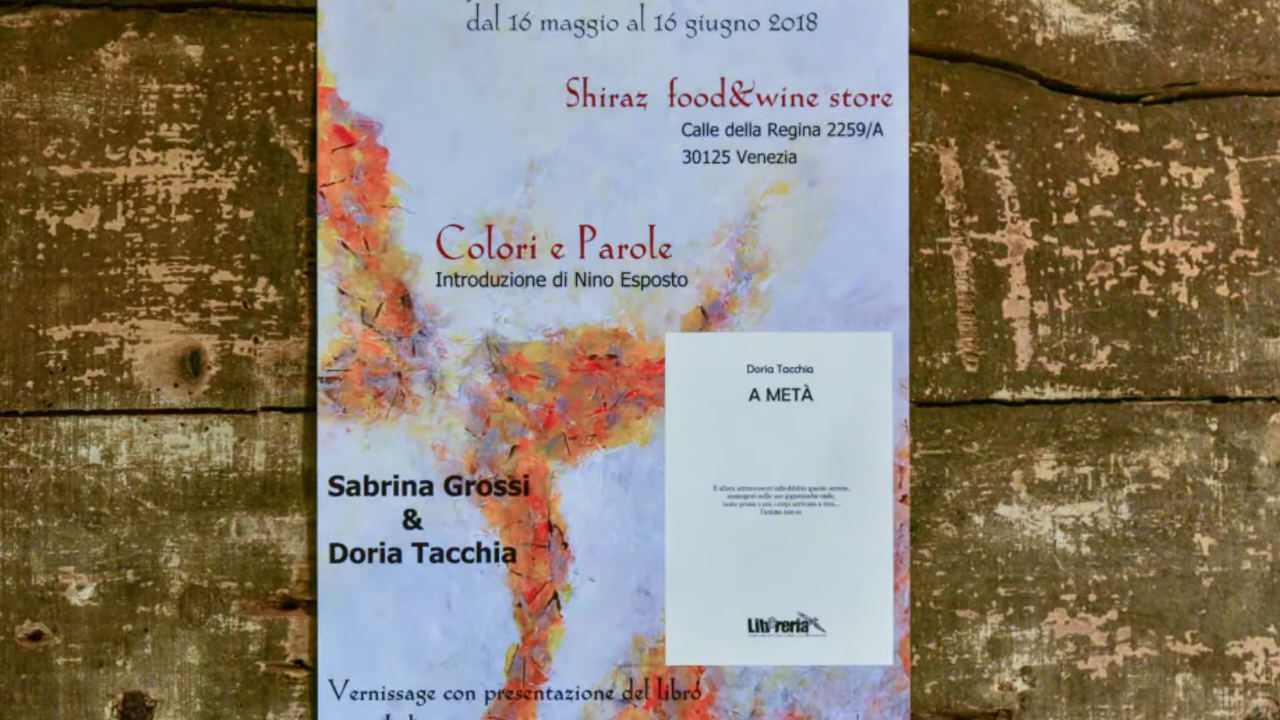 dal 16 maggio al 16 giugno 2018
Shiraz food&wine store
Calle della Regina 2259/A
30125 Venezia
Colori e Parole
Introduzione di Nino Esposto
Doria Tacchia
A METÀ
Sabrina Grossi
&
Doria Tacchia
Vernissage con presentazione del libro